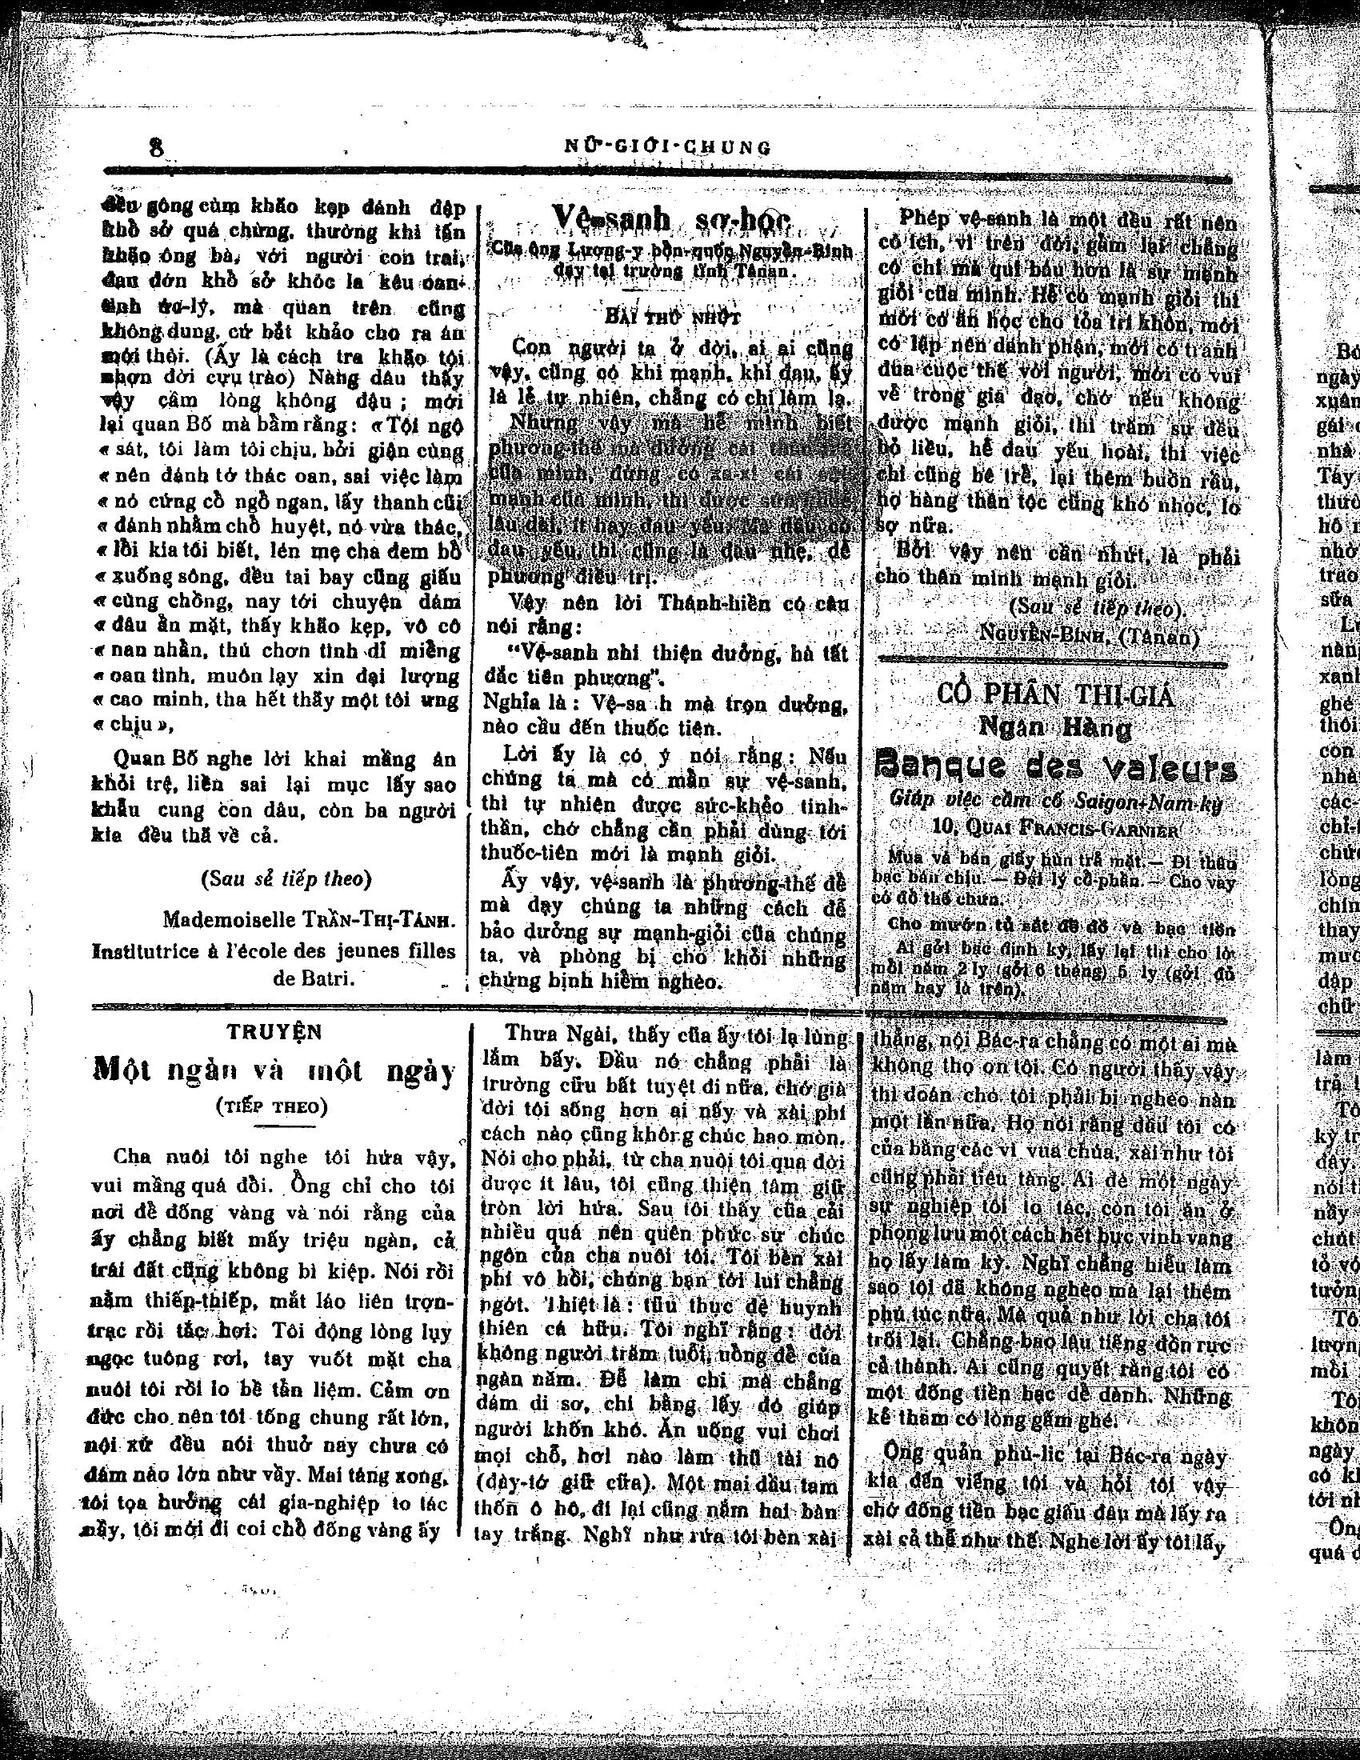 8
NỮ-GIỚI-CHUNG
đều gông cùm khão kẹp đánh đập
khổ sở quá chừng, thường khi tấn
khão ông bà, với người con trai,
đau đớn khổ sở khóc la kêu oan-
tình vô-lý, mà quan trên cũng
không dung, cứ bắt khảo cho ra án
mới thôi. (Ấy là cách tra khão tội
nhơn đời cựu trào) Nàng dâu thấy
vậy cầm lòng không đậu ; mới
lại quan Bố mà bẩm rằng : « Tội ngộ
« sát, tôi làm tôi chịu, bởi giận cùng
« nên đánh tớ thác oan, sai việc làm
« nó cứng cổ ngỗ ngan, lấy thanh cũi
« đánh nhằm chỗ huyệt, nó vừa thác,
« lỗi kia tôi biết, lén mẹ cha đem bỏ
« xuống sông, đều tai bay cũng giấu
« cùng chồng, nay tới chuyện dám
« đâu ẩn mặt, thấy khão kẹp, vô cô
« nan nhẫn, thú chơn tình dĩ miễng
« oan tình, muôn lạy xin đại lượng
« cao minh, tha hết thãy một tôi ưng
« chịu »,
Quan Bố nghe lời khai mầng án
khỏi trệ, liền sai lại mục lấy sao
khẩu cung con dâu, còn ba người
kia đều thã về cả.
(Sau sẻ tiếp theo)
Mademoiselle TRẦN-THỊ-TÁNH.
Institutrice à l'école des jeunes filles
de Batri.
Vệ-sanh sơ-học
Của ông Lương-y bổn-quốc Nguyễn-Bính
dạy tại trường tỉnh Tânan.
BÀI THỨ NHỨT
Con người ta ở đời, ai ai cũng
vậy, cũng có khi mạnh, khi đau, ấy
là lẻ tự nhiên, chẳng có chi làm lạ.
Nhưng vậy mà hể mình biết
phương-thế mà dưỡng cái
của mình, đừng có xa-xí cái sức
mạnh của mình, thì được
lâu dài, ít hay đau yếu. Mà dầu có
đau yếu, thì cũng là đau nhẹ, dể
phương điều trị.
Vậy nên lời Thánh-hiền có câu
nói rằng :
“Vệ-sanh nhi thiện dưởng, hà tất
đắc tiên phương”.
Nghĩa là : Vệ-sa h mà trọn dưởng,
nào cầu đến thuốc tiên.
Lời ấy là có ý nói rằng : Nếu
chúng ta mà có mẫn sự vệ-sanh,
thì tự nhiên được sức-khẻo tinh-
thần, chớ chẳng cần phải dùng tới
thuốc-tiên mới là mạnh giỏi.
Ấy vậy, vệ-sanh là phương-thế để
mà dạy chúng ta những cách để
bảo dưởng sự mạnh-giỏi của chúng
ta, và phòng bị cho khỏi những
chứng bịnh hiểm nghèo.
Phép vệ-sanh là một đều rất nên
có ích, vì trên đời, gẫm lại chẳng
có chi mà quí báu hơn là sự mạnh
giỏi của mình. Hễ có mạnh giỏi thì
mới có ăn học cho tỏa trí khôn, mới
có lập nên danh phận, mới có tranh
đua cuộc thế với người, mới có vui
vẻ trong gia đạo, chớ nếu không
được mạnh giỏi, thì trăm sự đều
bỏ liều, hể đau yếu hoài, thì việc
chi cũng bê trể, lại thêm buồn rầu,
họ hàng thân tộc cũng khó nhọc, lo
sợ nữa.
Bởi vậy nên cần nhứt, là phải
cho thân mình mạnh giỏi.
(Sau sẻ tiếp theo).
NGUYỄN-BÍNH, (Tânan)
CỔ PHẦN THỊ-GIÁ
Ngân Hàng
Banque des valeurs
Giúp việc cầm cố Saigon-Nam-kỳ
10, QUAI FRANCIS-GARNIER
Mua và bán giấy hùn trả mặt.— Đi thâu
bạc bán chịu. — Đại lý cổ-phần. — Cho vay
có đồ thế chưn.
Cho mướn tủ sắt để đồ và bạc tiền
Ai gởi bạc định kỳ, lấy lại thì cho lời
mỗi năm 2 ly (gởi 6 tháng) 5 ly (gởi đủ
năm hay là trên).
TRUYỆN
Một ngàn và một ngày
(TIẾP THEO)
Cha nuôi tôi nghe tôi hứa vậy,
vui mầng quá đổi. Ông chỉ cho tôi
nơi để đống vàng và nói rằng của
ấy chẳng biết mấy triệu ngàn, cả
trái đất cũng không bì kiệp. Nói rồi
nằm thiếp-thiếp, mắt láo liên trợn-
trạc rồi tắc hơi. Tôi động lòng lụy
ngọc tuông rơi, tay vuốt mặt cha
nuôi tôi rồi lo bề tẩn liệm. Cảm ơn
đức cho nên tôi tống chung rất lớn,
nội xứ đều nói thuở nay chưa có
đám nào lớn như vầy. Mai táng xong,
tôi tọa hưởng cái gia-nghiệp to tác
nầy, tôi mới đi coi chỗ đống vàng ấy
Thưa Ngài, thấy của ấy tôi lạ lùng
lắm bấy. Đầu nó chẳng phải là
trường cữu bất tuyệt đi nữa, chớ giả
đời tôi sống hơn ai nấy và xài phí
cách nào cũng không chúc hao mòn.
Nói cho phải, từ cha nuôi tôi qua đời
được ít lâu, tôi cũng thiện tâm giữ
tròn lời hứa. Sau tôi thấy của cải
nhiều quá nên quên phức sự chúc
ngôn của cha nuôi tôi. Tôi bèn xài
phí vô hồi, chúng bạn tới lui chẳng
ngớt. Thiệt là : tữu thực đệ huynh
thiên cá hữu. Tôi nghĩ rằng : đời
không người trăm tuổi, uổng để của
ngàn năm. Để làm chi mà chẳng
dám di sơ, chi bằng lấy đó giúp
người khốn khó. Ăn uống vui chơi
mọi chỗ, hơi nào làm thũ tài nô
(dày-tớ giữ cữa). Một mai đầu tam
thốn ô hô, đi lại cũng nắm hai bàn
tay trắng. Nghĩ như rứa tôi bèn xài
thẳng, nội Bác-ra chẳng có một ai mà
không thọ ơn tôi. Có người thấy vậy
thì đoán cho tôi phải bị nghèo nàn
một lần nữa. Họ nói rằng dầu tôi có
của bằng các vì vua chúa, xài như tôi
cũng phải tiêu tàng. Ai dè một ngày
sự nghiệp tôi to tác, còn tôi ăn ở
phong lưu một cách hết bực vinh vang
họ lấy làm kỳ. Nghĩ chẳng hiểu làm
sao tôi đã không nghèo mà lại thêm
phú túc nữa. Mà quả như lời cha tôi
trối lại. Chẳng bao lâu tiếng đồn rực
cả thành. Ai cũng quyết rằng tôi có
một đống tiền bạc để dành. Những
kẻ tham có lòng gấm ghé.
Ông quản phủ-lic tại Bác-ra ngày
kia đến viếng tôi và hỏi tôi vậy
chớ đống tiền bạc giấu đâu mà lấy ra
xài cả thể như thế. Nghe lời ấy tôi lấy